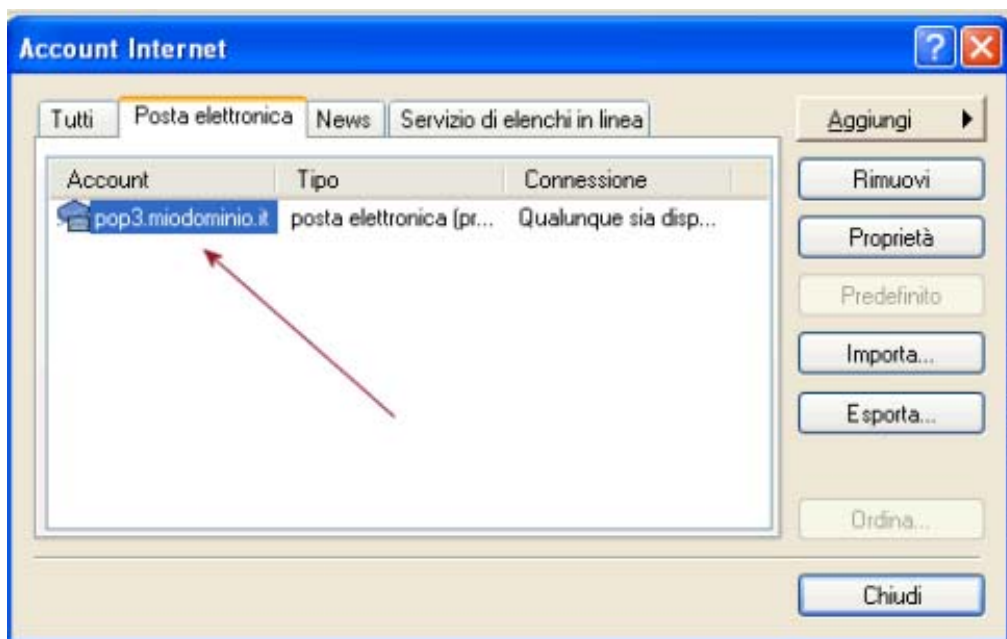 Account Internet
Tutti Posta elettronica News Servizio di elenchi in linea
Account Tipo Connessione
pop3.miodominio.it posta elettronica (pr... Qualunque sia disp...
Aggiungi
Rimuovi
Proprietà
Predefinito
Importa...
Esporta...
Ordina...
Chiudi